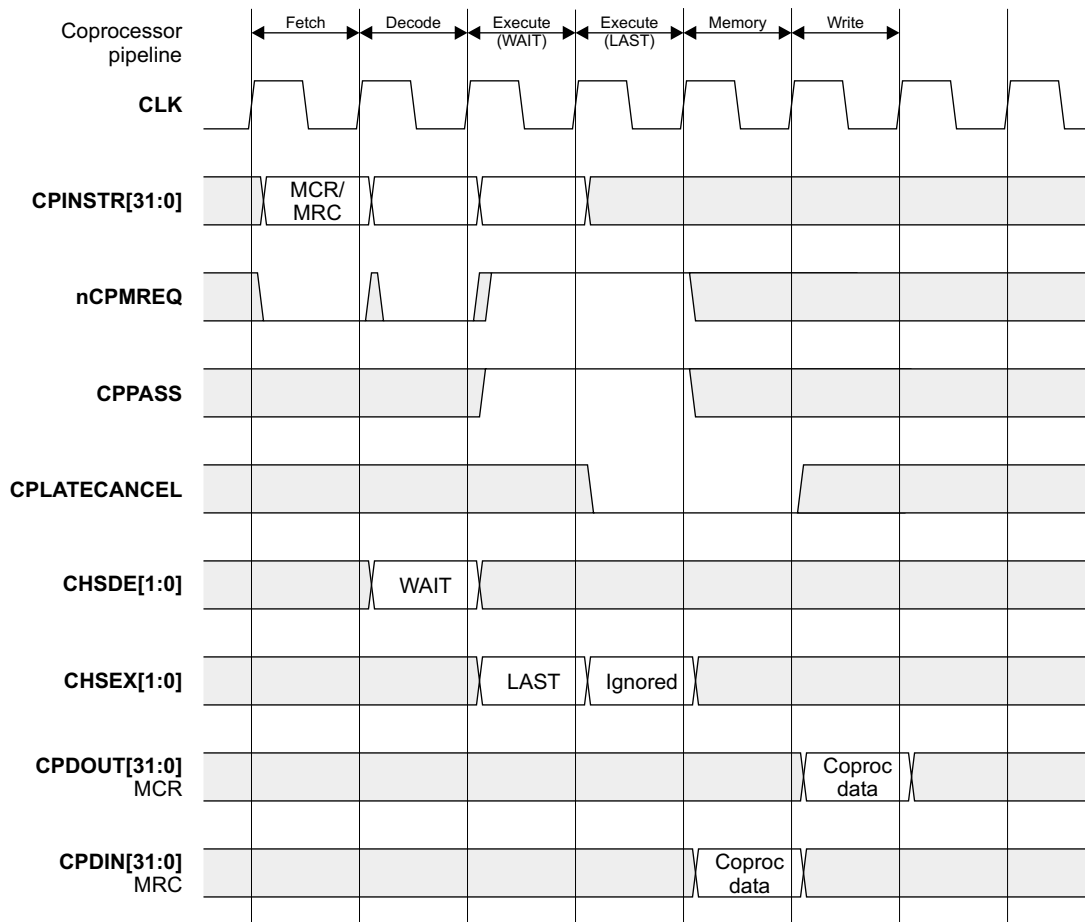 Coprocessor
pipeline
Fetch
Decode
Execute
(WAIT)
Execute
(LAST)
Memory
Write
CLK
CPINSTR[31:0]
MCR/
MRC
nCPMREQ
CPPASS
CPLATECANCEL
CHSDE[1:0]
WAIT
CHSEX[1:0]
LAST
Ignored
CPDOUT[31:0]
MCR
Coproc
data
CPDIN[31:0]
MRC
Coproc
data